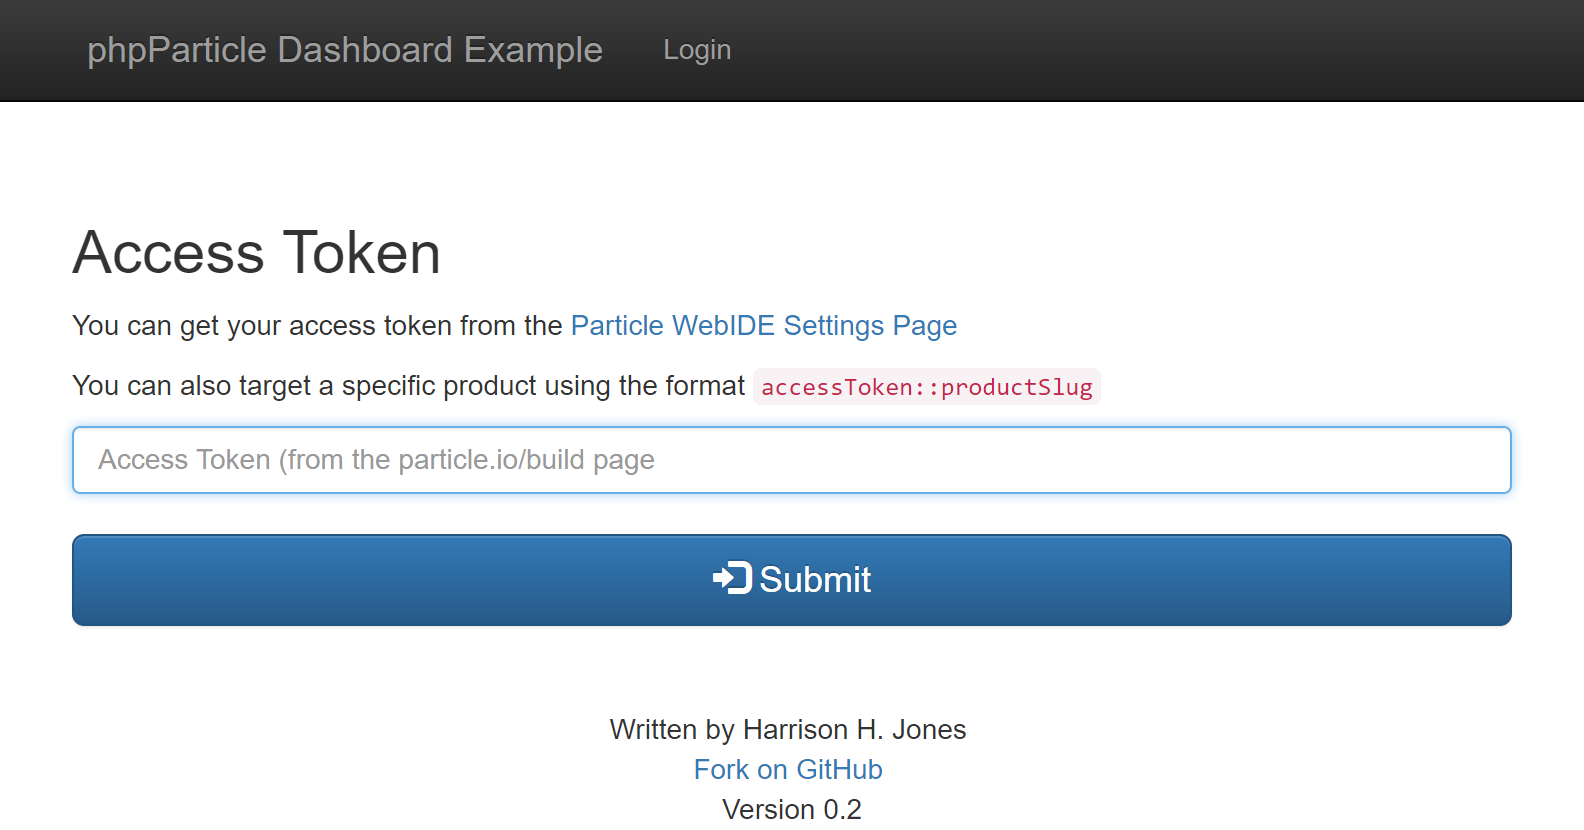 phpParticle Dashboard Example Login
Access Token
You can get your access token from the Particle WebIDE Settings Page
You can also target a specific product using the format accessToken::productSlug
Access Token (from the particle.io/build page
Submit
Written by Harrison H. Jones
Fork on GitHub
Version 0.2